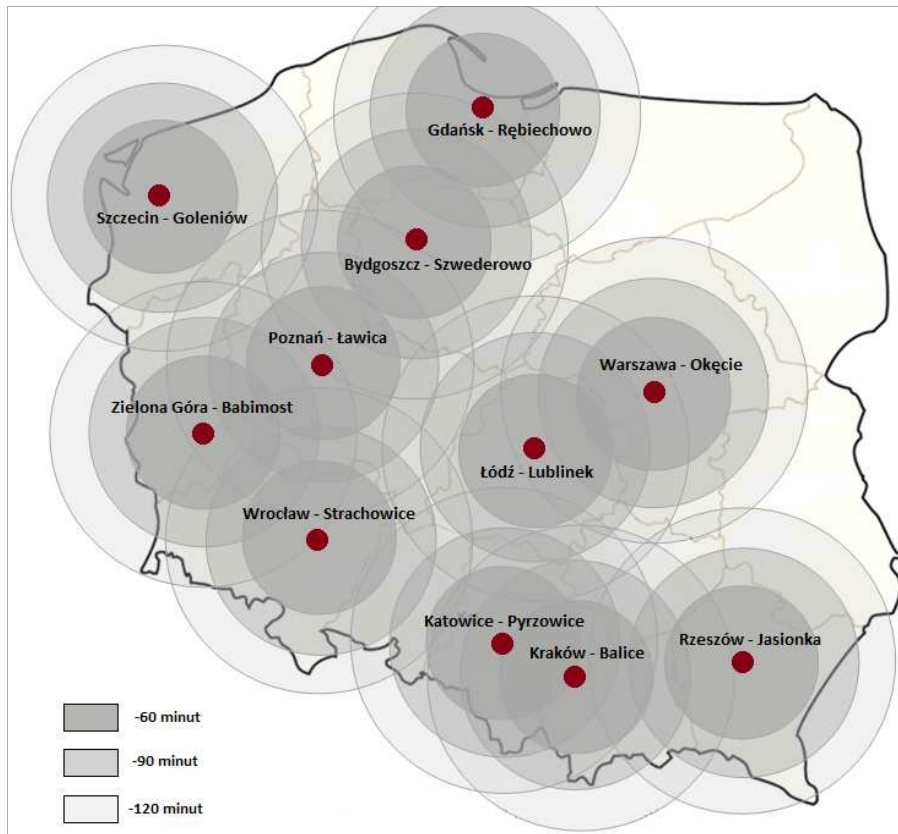 Gdańsk - Rębiechowo
Szczecin - Goleniów
Bydgoszcz - Szwederowo
Poznań - Ławica
Warszawa - Okęcie
Zielona Góra - Babimost
Łódź - Lublinek
Wrocław - Strachowice
Katowice - Pyrzowice
Kraków - Balice
Rzeszów - Jasionka
-60 minut
-90 minut
-120 minut